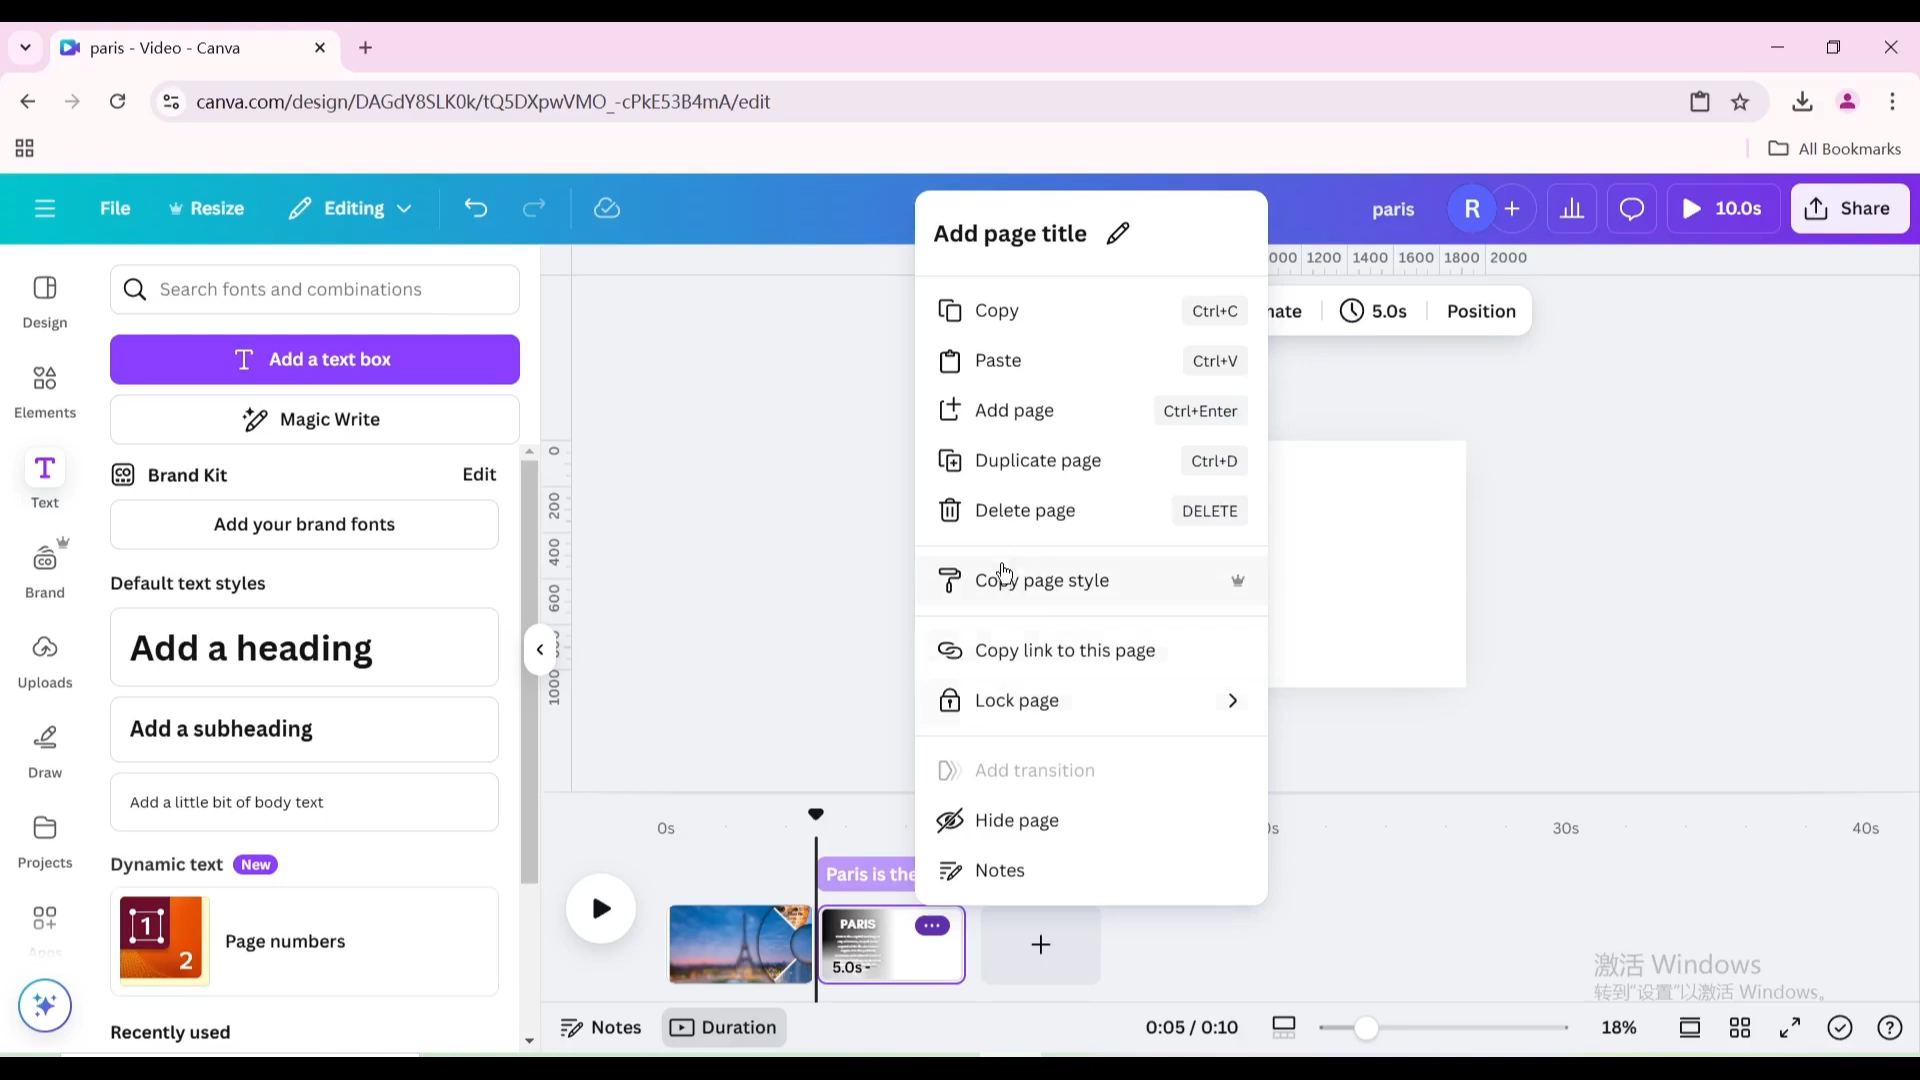 paris - Video - Canva
canva.com/design/DAGdY8SLK0k/tQ5DXpwVMO_-cPkE53B4mA/edit
All Bookmarks
File
Resize
Editing
paris
R
10.0s
Share
Add page title
Copy
Ctrl+C
Paste
Ctrl+V
Add page
Ctrl+Enter
Duplicate page
Ctrl+D
Delete page
DELETE
Copy page style
Copy link to this page
Lock page
Add transition
Hide page
Notes
1200 1400 1600 1800 2000
5.0s
Position
Design
Elements
Text
Brand
Uploads
Draw
Projects
Apps
Search fonts and combinations
Add a text box
Magic Write
Brand Kit
Edit
Add your brand fonts
Default text styles
Add a heading
Add a subheading
Add a little bit of body text
Dynamic text
New
1
2
Page numbers
Recently used
0
200
400
600
1000
0s
30s
40s
Paris is the
PARIS
5.0s
激活 Windows
转到"设置"以激活 Windows。
Notes
Duration
0:05 / 0:10
18%